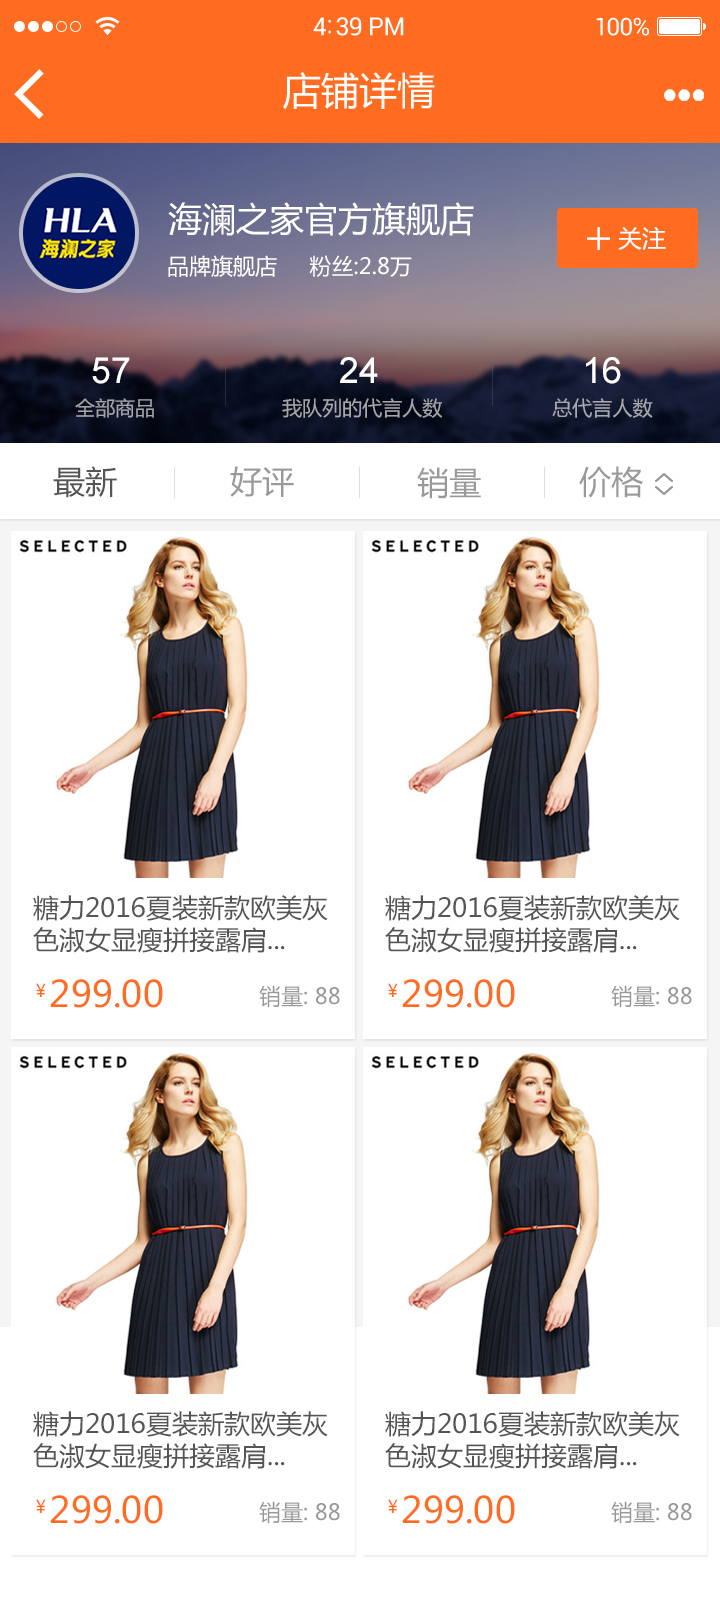 4:39 PM
100%
店铺详情
HLA
海澜之家
海澜之家官方旗舰店
品牌旗舰店 粉丝:2.8万
关注
57
全部商品
24
我队列的代言人数
16
总代言人数
最新
好评
销量
价格
SELECTED
糖力2016夏装新款欧美灰
色淑女显瘦拼接露肩...
¥299.00
销量: 88
SELECTED
糖力2016夏装新款欧美灰
色淑女显瘦拼接露肩...
¥299.00
销量: 88
SELECTED
糖力2016夏装新款欧美灰
色淑女显瘦拼接露肩...
¥299.00
销量: 88
SELECTED
糖力2016夏装新款欧美灰
色淑女显瘦拼接露肩...
¥299.00
销量: 88